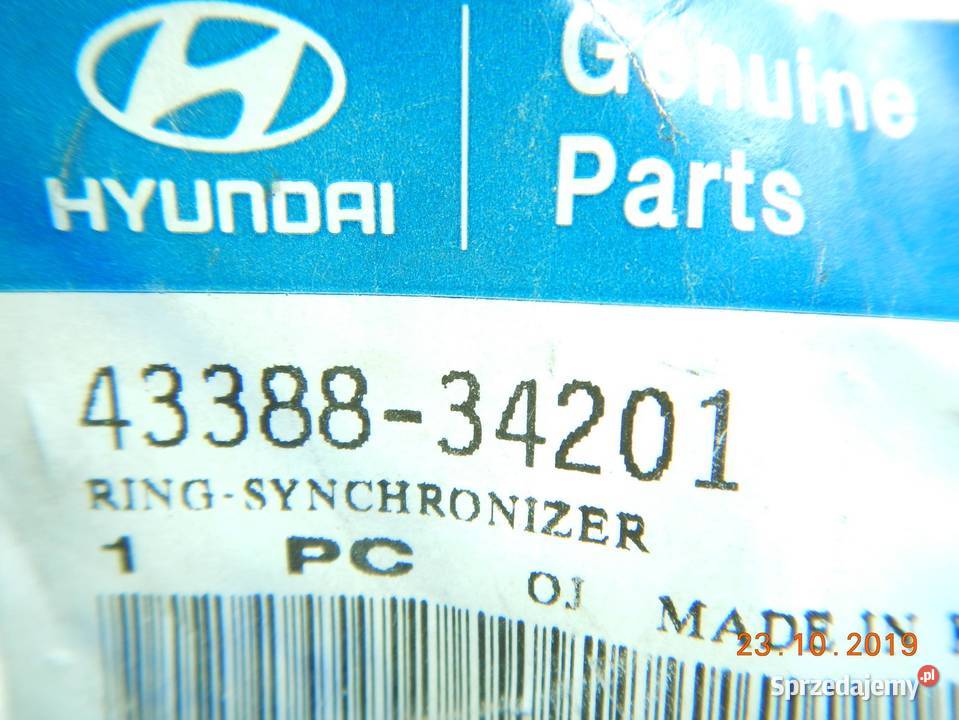 HYUNDAI
Genuine
Parts
43388-34201
RING-SYNCHRONIZER
1 PC
OJ
MADE IN
23.10.2019
Sprzedajemy.pl